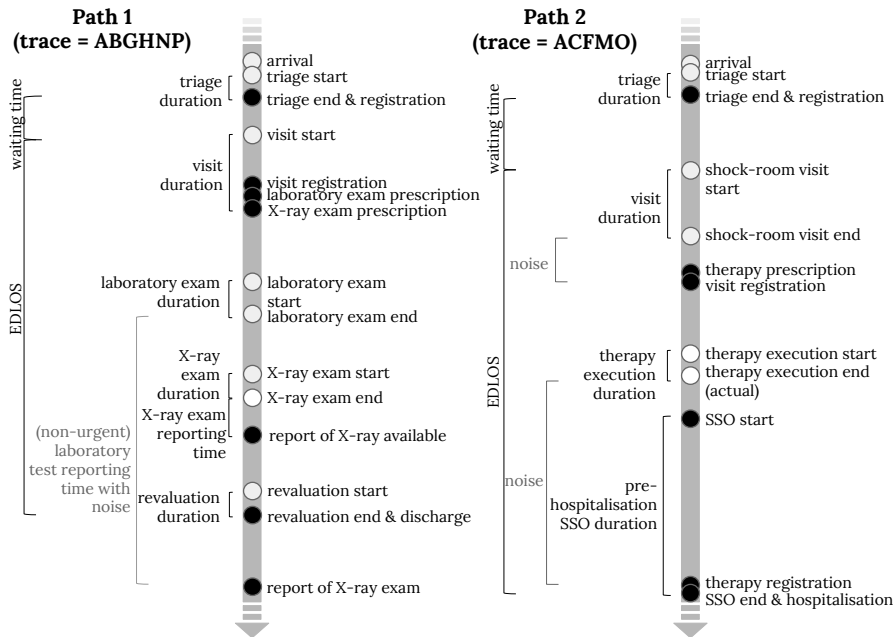 Path 1
(trace = ABGHNP)
waiting time
EDLOS
triage
duration
visit
duration
laboratory exam
duration
X-ray
exam
duration
X-ray exam
reporting
time
(non-urgent)
laboratory
test reporting
time with
noise
revaluation
duration
arrival
triage start
triage end & registration
visit start
visit registration
laboratory exam prescription
X-ray exam prescription
laboratory exam
start
laboratory exam end
X-ray exam start
X-ray exam end
report of X-ray available
revaluation start
revaluation end & discharge
report of X-ray exam
Path 2
(trace = ACFMO)
waiting time
EDLOS
triage
duration
visit
duration
noise
therapy
execution
duration
noise
pre-
hospitalisation
SSO duration
arrival
triage start
triage end & registration
shock-room visit
start
shock-room visit end
therapy prescription
visit registration
therapy execution start
therapy execution end
(actual)
SSO start
therapy registration
SSO end & hospitalisation